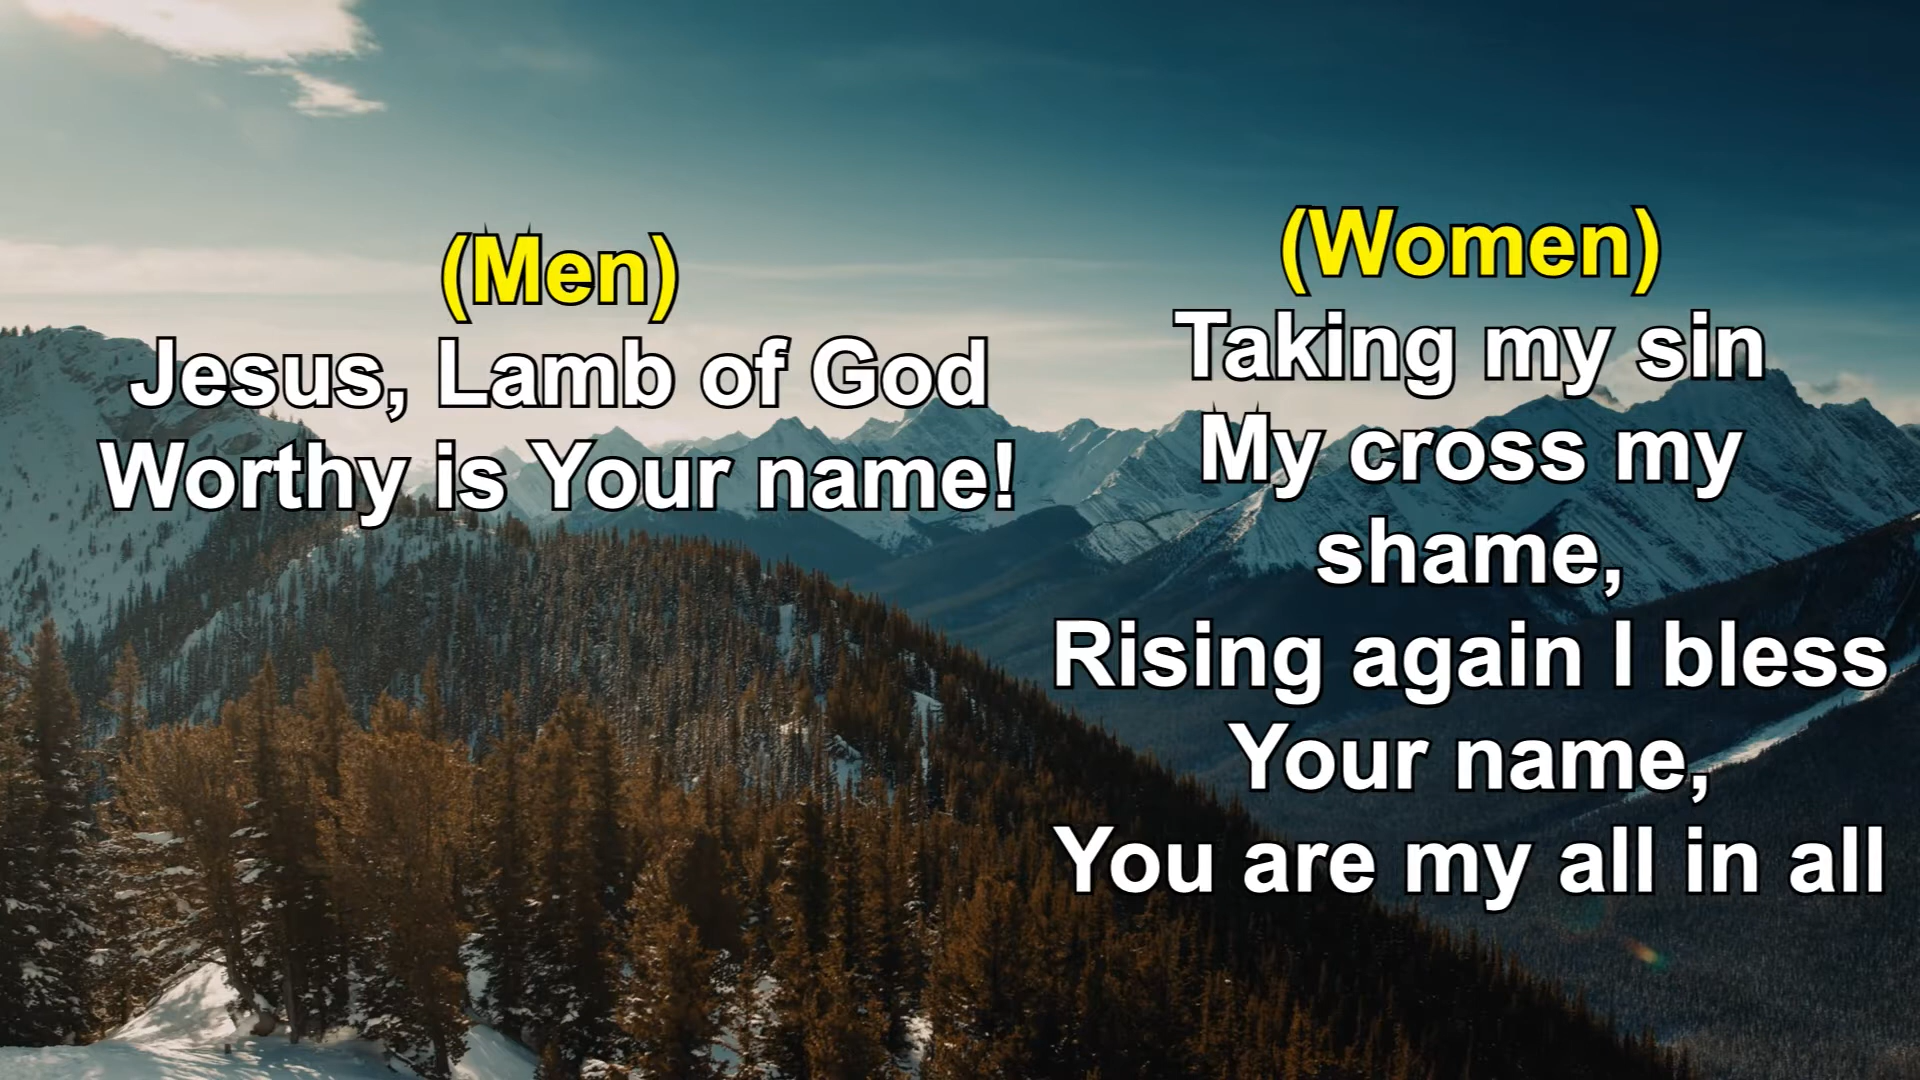 (Men)
Jesus, Lamb of God
Worthy is Your name!
(Women)
Taking my sin
My cross my
shame,
Rising again I bless
Your name,
You are my all in all